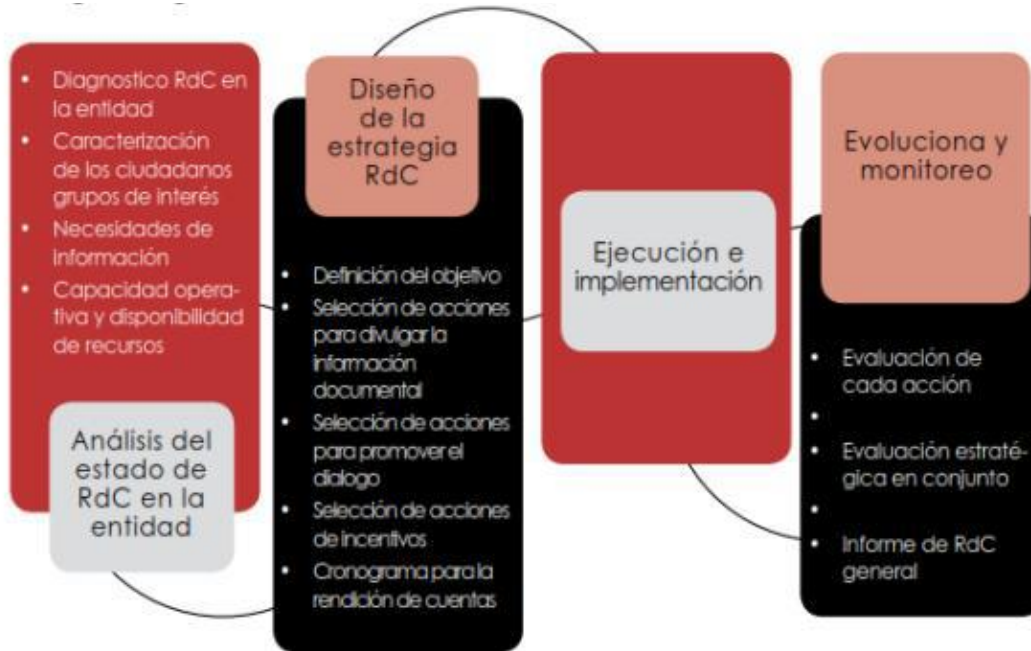 • Diagnostico RdC en
la entidad
• Caracterización
de los ciudadanos
grupos de interés
• Necesidades de
información
• Capacidad opera-
tiva y disponibilidad
de recursos
Análisis del
estado de
RdC en la
entidad
Diseño
de la
estrategia
RdC
• Definición del objetivo
• Selección de acciones
para divulgar la
información
documental
• Selección de acciones
para promover el
dialogo
• Selección de acciones
de incentivos
• Cronograma para la
rendición de cuentas
Ejecución e
implementación
Evoluciona y
monitoreo
• Evaluación de
cada acción
•
• Evaluación estraté-
gica en conjunto
•
• Informe de RdC
general